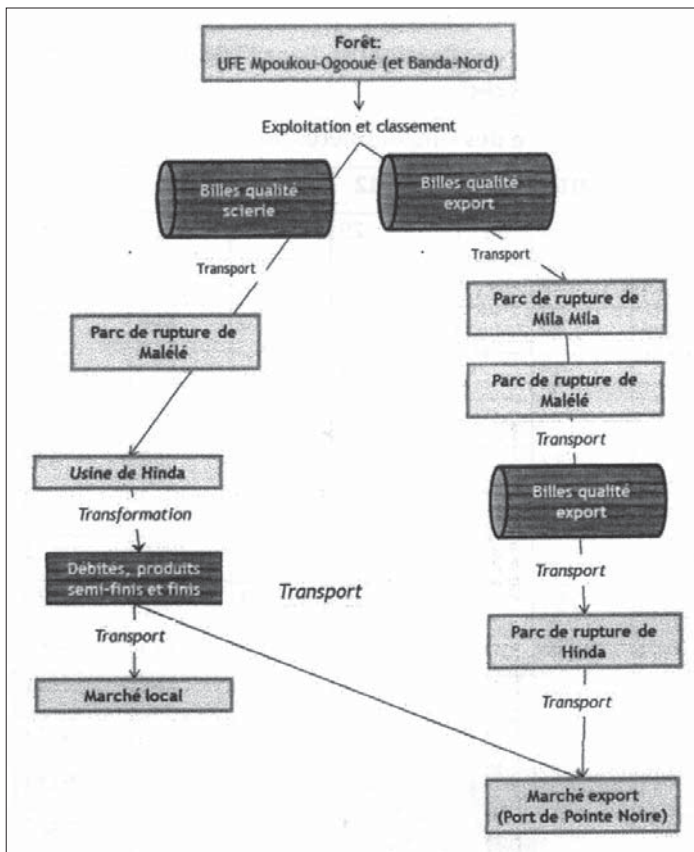 Forêt:
UFE Mpoukou-Ogooué (et Banda-Nord)
Exploitation et classement
Billes qualité
scierie
Billes qualité
export
Transport
Transport
Parc de rupture de
Malélé
Parc de rupture de
Mila Mila
Parc de rupture de
Malélé
Transport
Usine de Hinda
Transformation
Billes qualité
export
Débités, produits
semi-finis et finis
Transport
Transport
Transport
Parc de rupture de
Hinda
Marché local
Transport
Marché export
(Port de Pointe Noire)